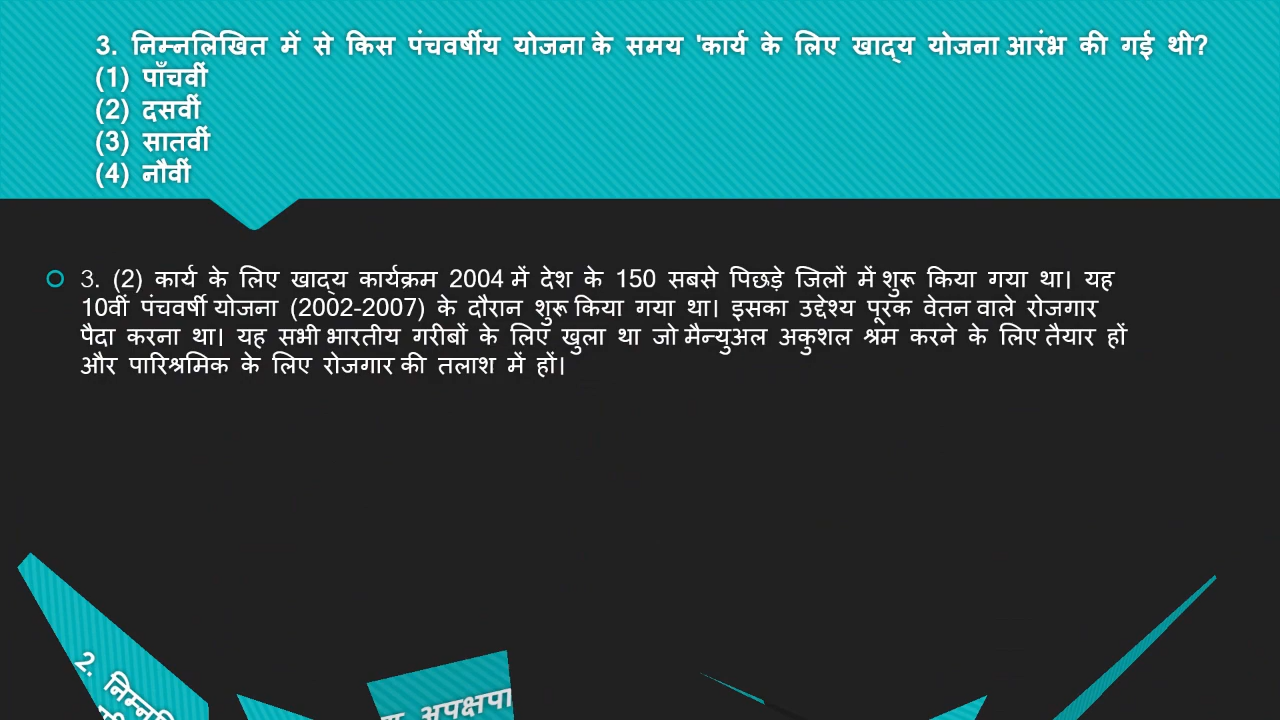 3. निम्नलिखित में से किस पंचवर्षीय योजना के समय 'कार्य के लिए खाद्य योजना आरंभ की गई थी?
(1) पाँचवीं
(2) दसवीं
(3) सातवीं
(4) नौवीं
3. (2) कार्य के लिए खाद्य कार्यक्रम 2004 में देश के 150 सबसे पिछड़े जिलों में शुरू किया गया था। यह
10वीं पंचवर्षी योजना (2002-2007) के दौरान शुरू किया गया था। इसका उद्देश्य पूरक वेतन वाले रोजगार
पैदा करना था। यह सभी भारतीय गरीबों के लिए खुला था जो मैन्युअल अकुशल श्रम करने के लिए तैयार हों
और पारिश्रमिक के लिए रोजगार की तलाश में हों।
2.